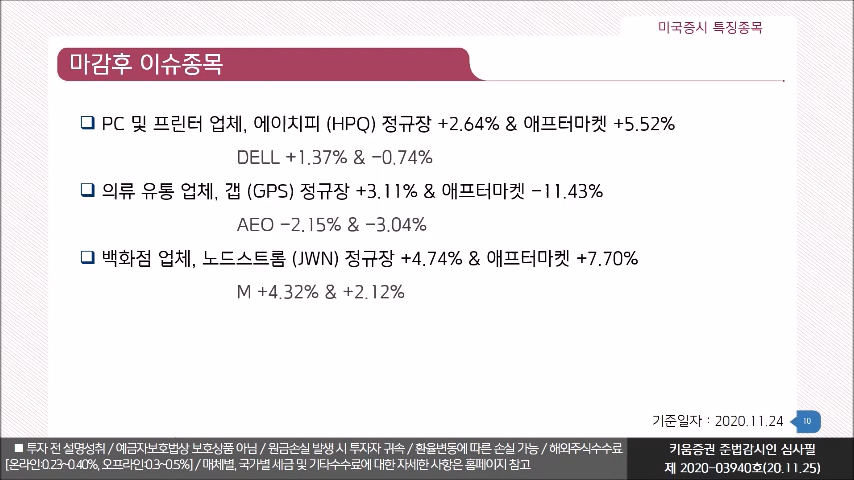 미국증시 특징종목
마감후 이슈종목
❑ PC 및 프린터 업체, 에이치피 (HPQ) 정규장 +2.64% & 애프터마켓 +5.52%
DELL +1.37% & -0.74%
❑ 의류 유통 업체, 갭 (GPS) 정규장 +3.11% & 애프터마켓 -11.43%
AEO -2.15% & -3.04%
❑ 백화점 업체, 노드스트롬 (JWN) 정규장 +4.74% & 애프터마켓 +7.70%
M +4.32% & +2.12%
기준일자 : 2020.11.24
10
■ 투자 전 설명성취 / 예금자보호법상 보호상품 아님 / 원금손실 발생 시 투자자 귀속 / 환율변동에 따른 손실 가능 / 해외주식수수료
[온라인:0.23~0.40%, 오프라인:0.3~0.5%] / 매체별, 국가별 세금 및 기타수수료에 대한 자세한 사항은 홈페이지 참고
키움증권 준법감시인 심사필
제 2020-03940호(20.11.25)